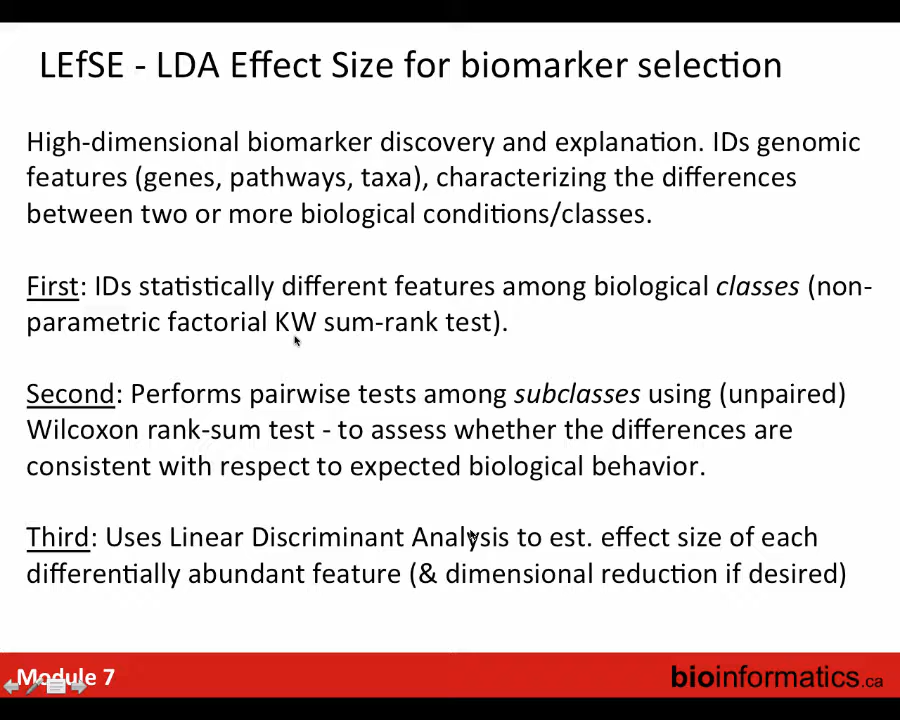 LEfSE - LDA Effect Size for biomarker selection
High-dimensional biomarker discovery and explanation. IDs genomic
features (genes, pathways, taxa), characterizing the differences
between two or more biological conditions/classes.
First: IDs statistically different features among biological classes (non-
parametric factorial KW sum-rank test).
Second: Performs pairwise tests among subclasses using (unpaired)
Wilcoxon rank-sum test - to assess whether the differences are
consistent with respect to expected biological behavior.
Third: Uses Linear Discriminant Analysis to est. effect size of each
differentially abundant feature (& dimensional reduction if desired)
Module 7
bioinformatics.ca